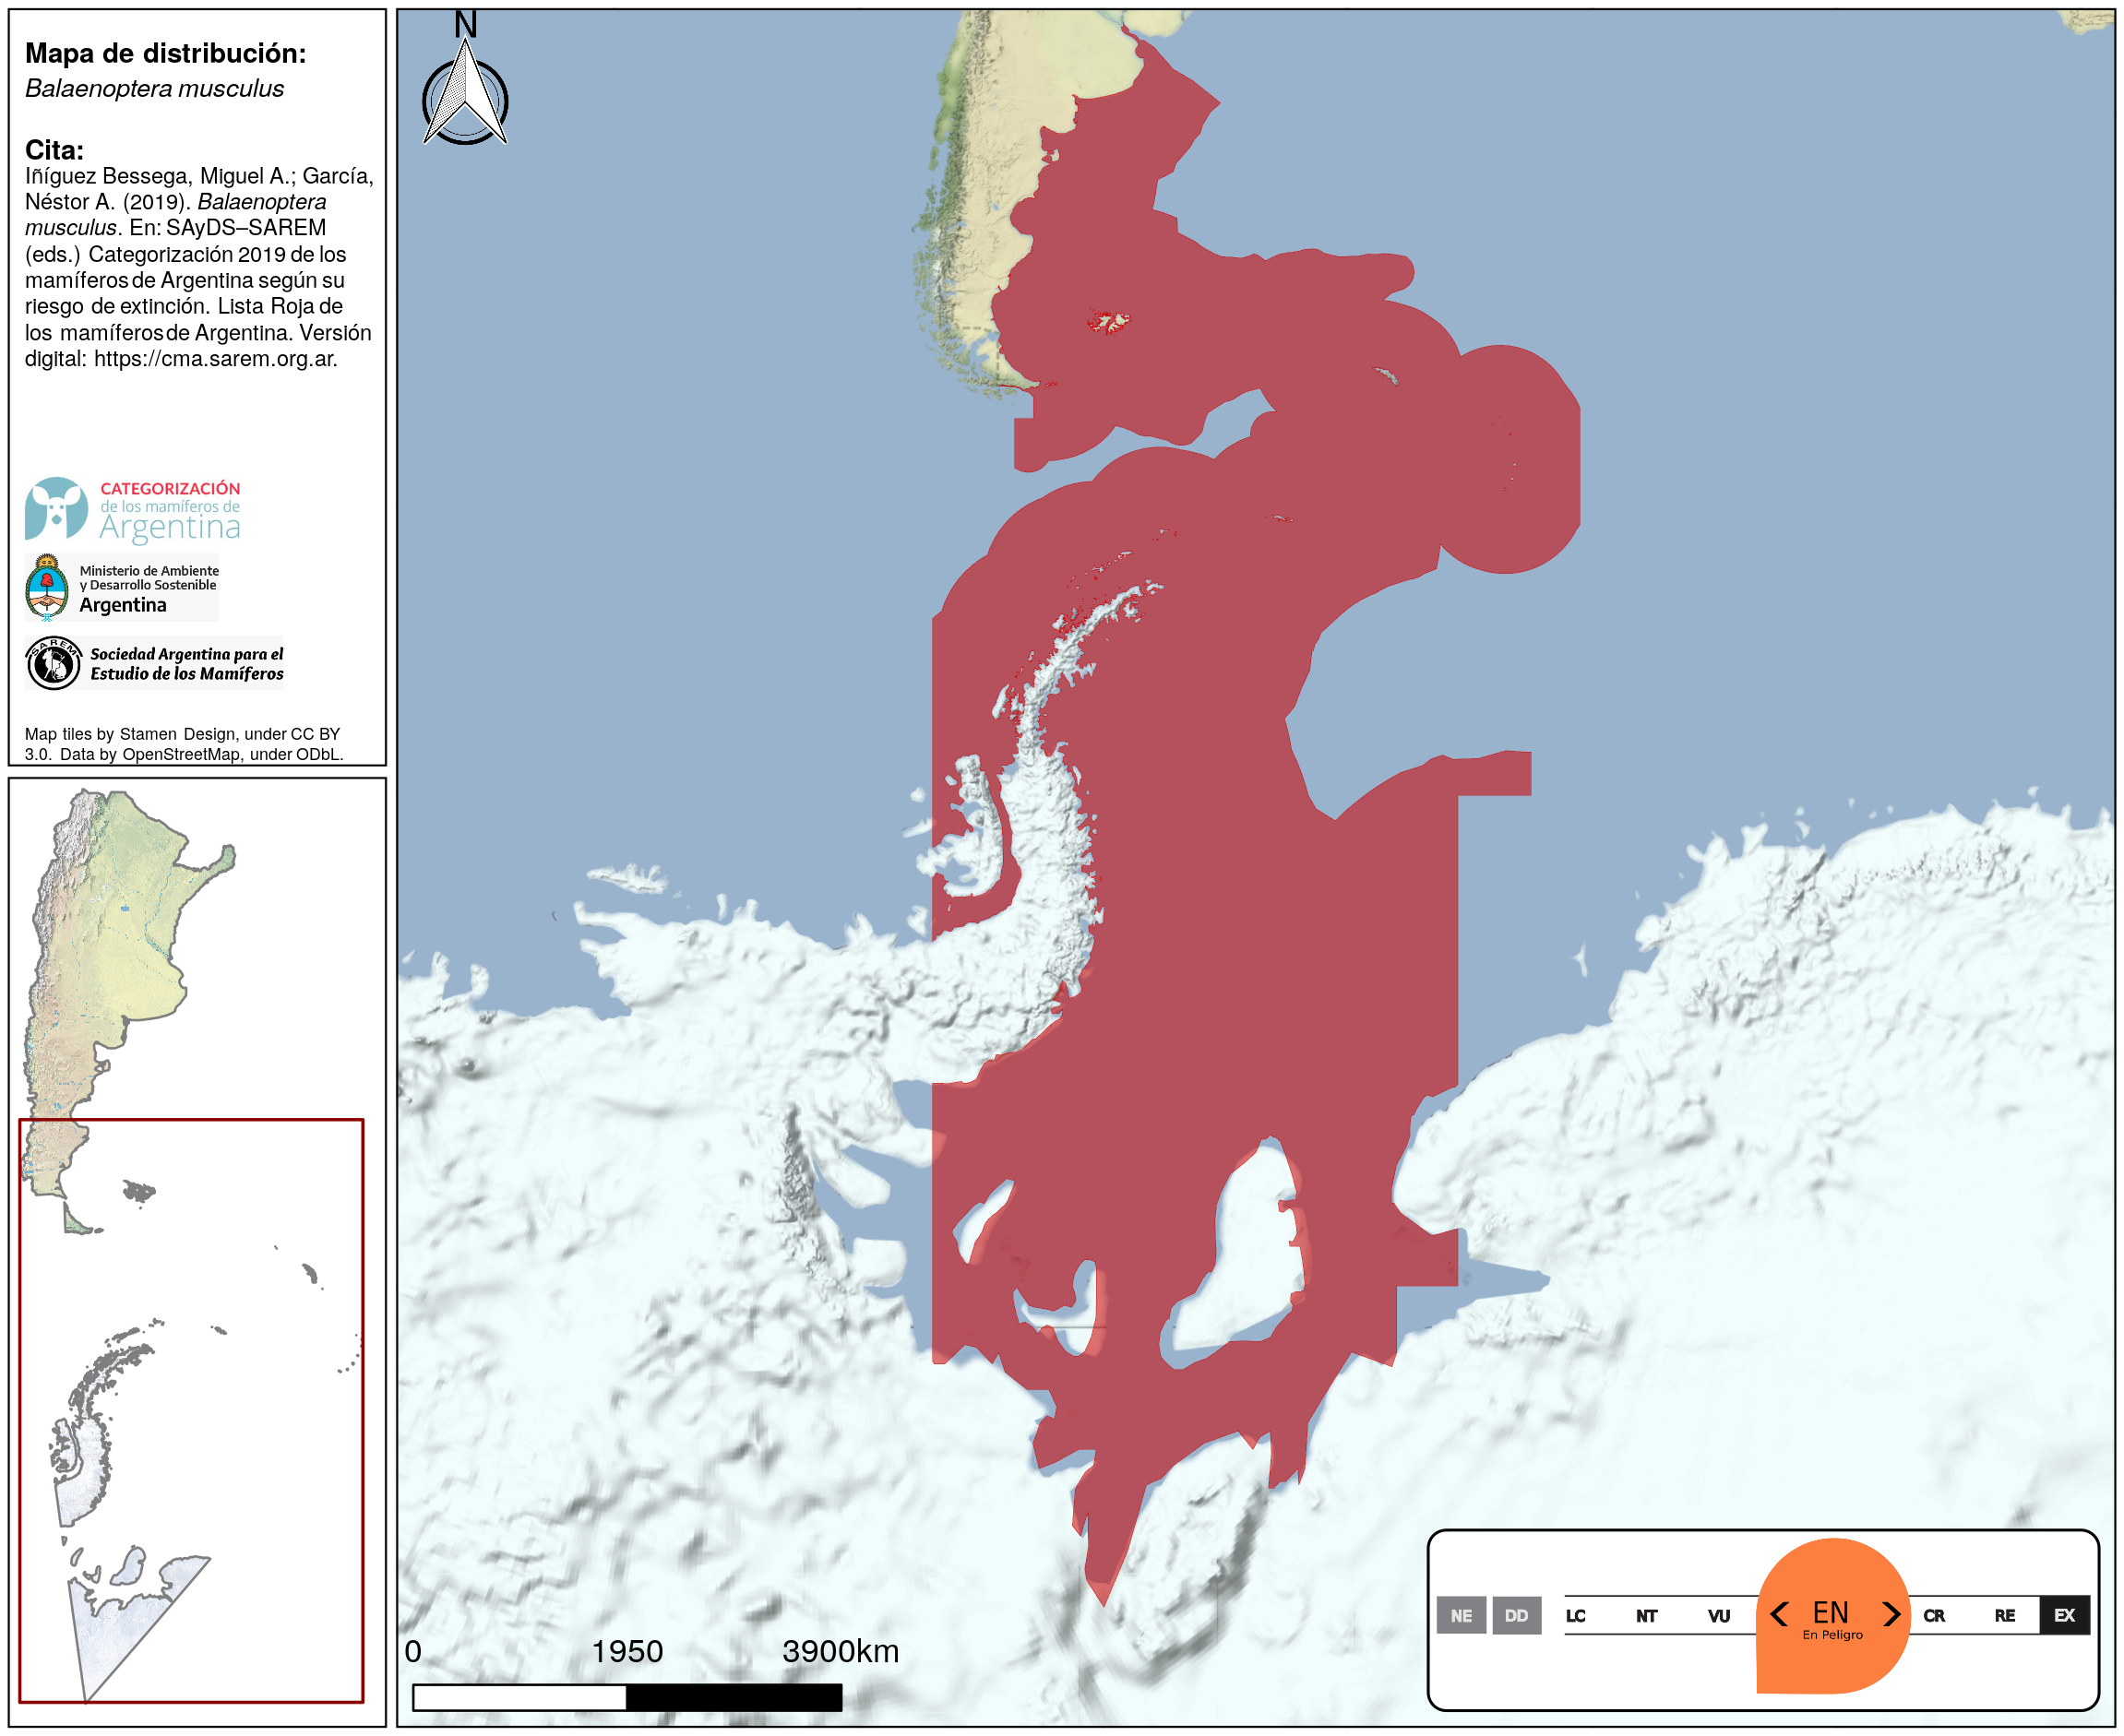 Mapa de distribución:
Balaenoptera musculus
Cita:
Iñíguez Bessega, Miguel A.; García,
Néstor A. (2019). Balaenoptera
musculus. En: SAyDS–SAREM
(eds.) Categorización 2019 de los
mamíferos de Argentina según su
riesgo de extinción. Lista Roja de
los mamíferos de Argentina. Versión
digital: https://cma.sarem.org.ar.
CATEGORIZACIÓN
de los mamíferos de
Argentina
Ministerio de Ambiente
y Desarrollo Sostenible
Argentina
SAREM
Sociedad Argentina para el
Estudio de los Mamíferos
Map tiles by Stamen Design, under CC BY
3.0. Data by OpenStreetMap, under ODbL.
N
0 1950 3900km
NE DD LC NT VU EN CR RE EX
En Peligro